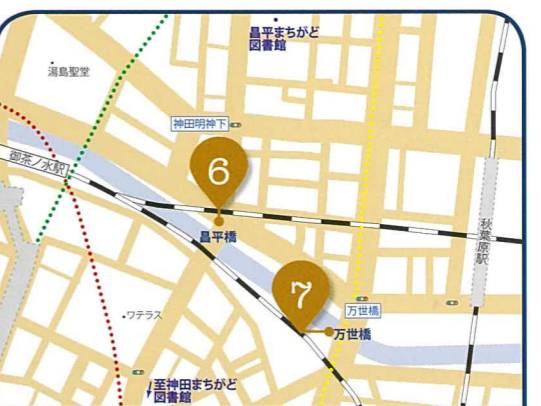 昌平まちかど
図書館
湯島聖堂
神田明神下
御茶ノ水駅
6
昌平橋
秋葉原駅
7
万世橋
万世橋
ワテラス
至神田まちかど
図書館